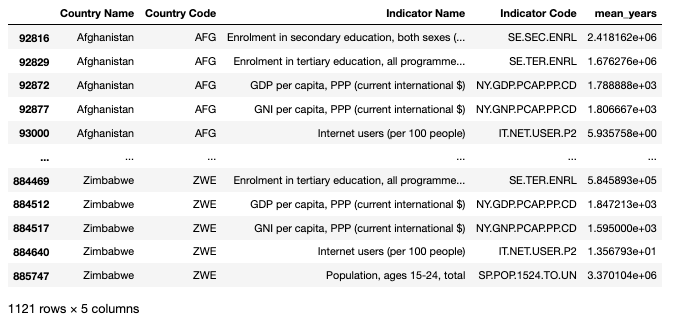 Country Name Country Code Indicator Name Indicator Code mean_years
92816 Afghanistan AFG Enrolment in secondary education, both sexes (... SE.SEC.ENRL 2.418162e+06
92829 Afghanistan AFG Enrolment in tertiary education, all programme... SE.TER.ENRL 1.676276e+06
92872 Afghanistan AFG GDP per capita, PPP (current international $) NY.GDP.PCAP.PP.CD 1.788888e+03
92877 Afghanistan AFG GNI per capita, PPP (current international $) NY.GNP.PCAP.PP.CD 1.806667e+03
93000 Afghanistan AFG Internet users (per 100 people) IT.NET.USER.P2 5.935758e+00
... ... ... ... ... ...
884469 Zimbabwe ZWE Enrolment in tertiary education, all programme... SE.TER.ENRL 5.845893e+05
884512 Zimbabwe ZWE GDP per capita, PPP (current international $) NY.GDP.PCAP.PP.CD 1.847213e+03
884517 Zimbabwe ZWE GNI per capita, PPP (current international $) NY.GNP.PCAP.PP.CD 1.595000e+03
884640 Zimbabwe ZWE Internet users (per 100 people) IT.NET.USER.P2 1.356793e+01
885747 Zimbabwe ZWE Population, ages 15-24, total SP.POP.1524.TO.UN 3.370104e+06
1121 rows × 5 columns